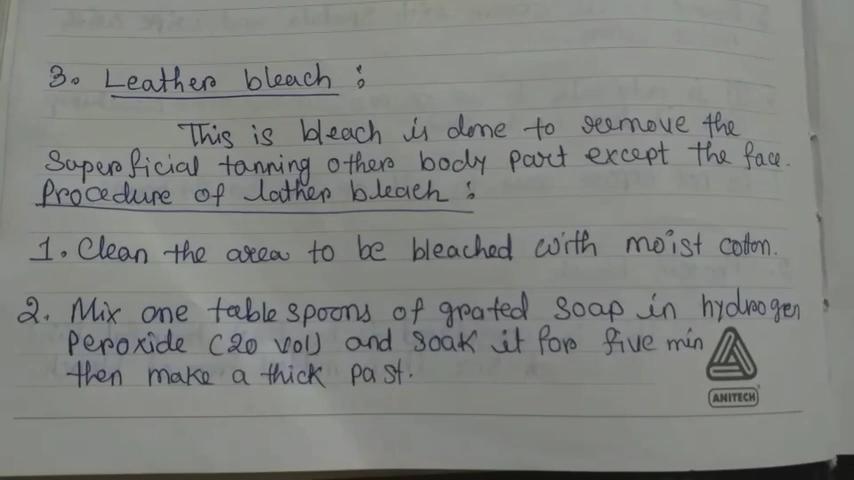 3. Leather bleach :
This is bleach is done to remove the
Superficial tanning other body part except the face.
Procedure of lather bleach :
1. Clean the area to be bleached with moist cotton.
2. Mix one table spoons of grated soap in hydrogen
Peroxide (20 vol) and soak it for five min
then make a thick past.
ANITECH